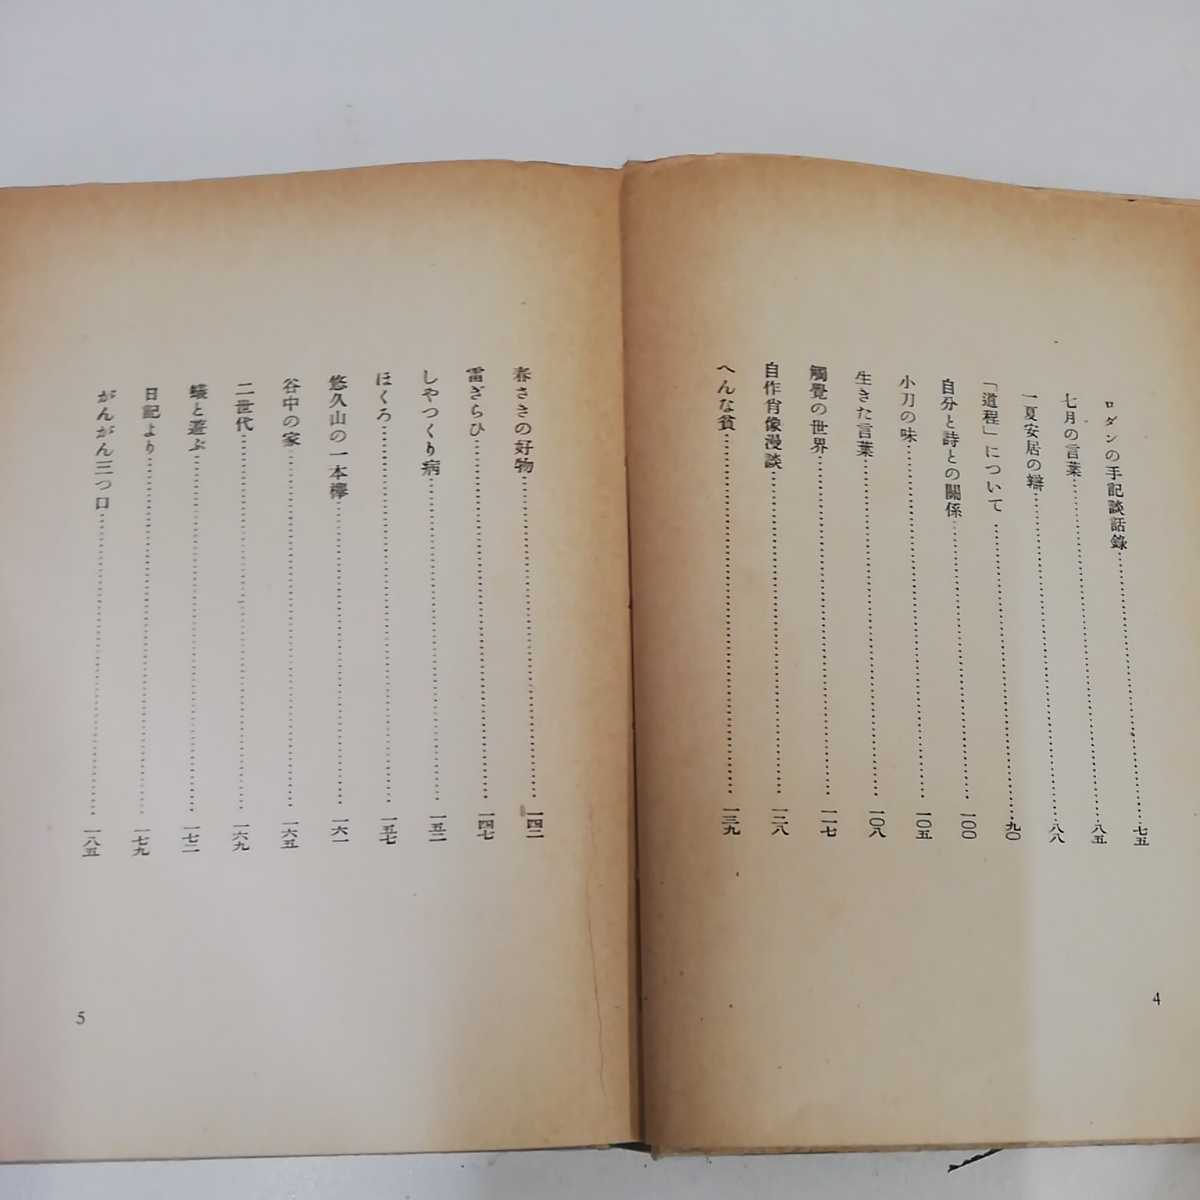 ロダンの手記談話錄……七五
七月の言葉……八五
一夏安居の辯……八八
「道程」について……九〇
自分と詩との關係……一〇〇
小刀の味……一〇五
生きた言葉……一〇八
觸覺の世界……一一七
自作肖像漫談……一二八
へんな貧……一三九
4
春さきの好物……一四二
雷ぎらひ……一四七
しやつくり病……一五二
ほくろ……一五七
悠久山の一本欅……一六一
谷中の家……一六五
二世代……一六九
蟻と遊ぶ……一七二
日記より……一七九
がんがん三つ口……一八五
5